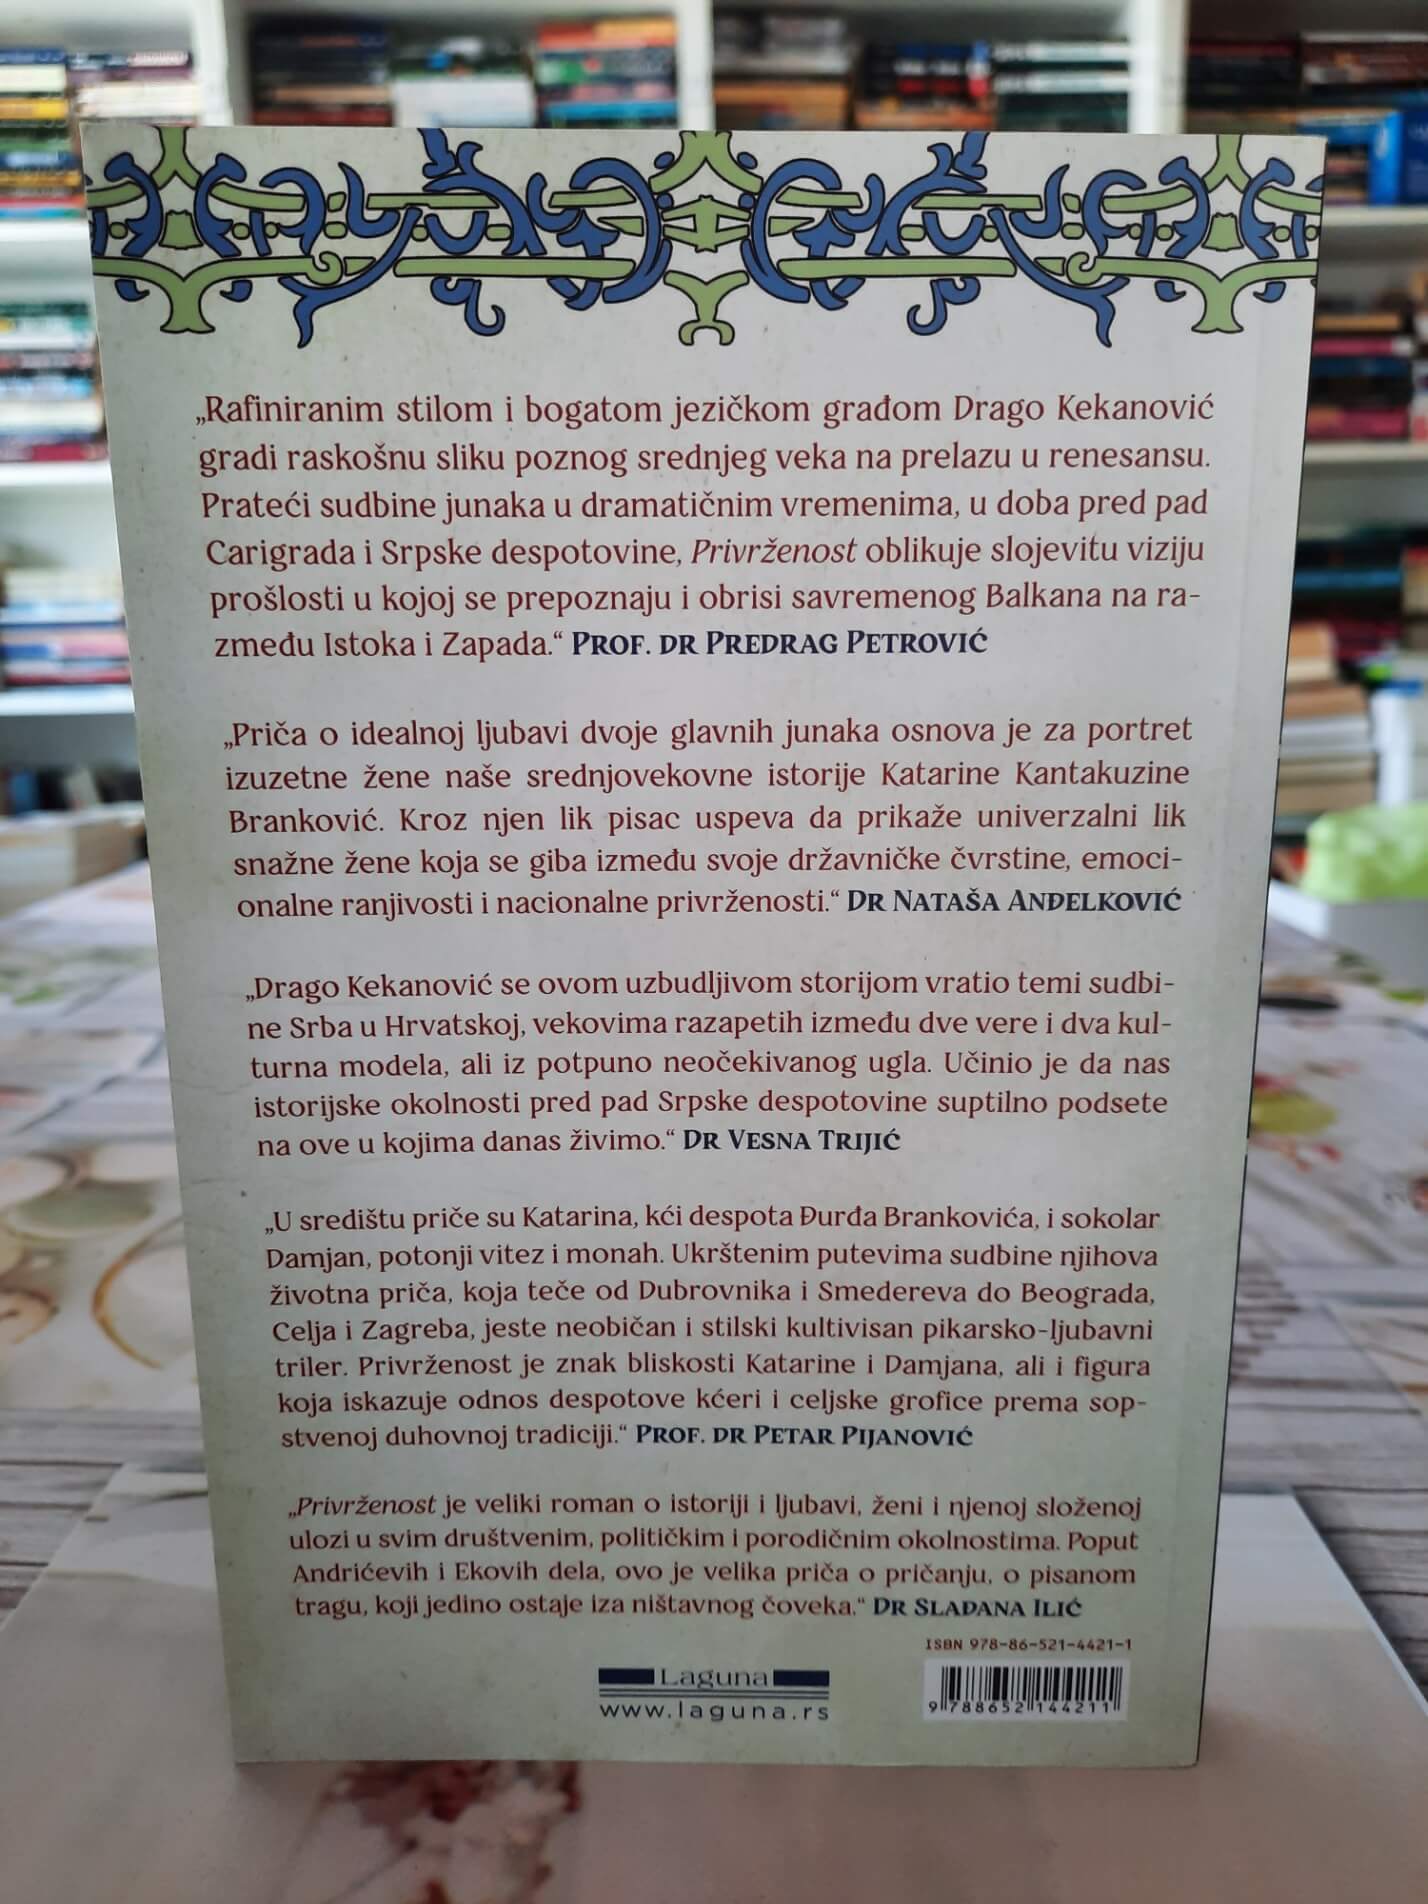 „Rafiniranim stilom i bogatom jezičkom građom Drago Kekanović
gradi raskošnu sliku poznog srednjeg veka na prelazu u renesansu.
Prateći sudbine junaka u dramatičnim vremenima, u doba pred pad
Carigrada i Srpske despotovine, Privrženost oblikuje slojevitu viziju
prošlosti u kojoj se prepoznaju i obrisi savremenog Balkana na ra-
zmeđu Istoka i Zapada.“ PROF. DR PREDRAG PETROVIĆ
„Priča o idealnoj ljubavi dvoje glavnih junaka osnova je za portret
izuzetne žene naše srednjovekovne istorije Katarine Kantakuzine
Branković. Kroz njen lik pisac uspeva da prikaže univerzalni lik
snažne žene koja se giba između svoje državničke čvrstine, emoci-
onalne ranjivosti i nacionalne privrženosti.“ DR NATAŠA ANĐELKOVIĆ
„Drago Kekanović se ovom uzbudljivom storijom vratio temi sudbi-
ne Srba u Hrvatskoj, vekovima razapetih između dve vere i dva kul-
turna modela, ali iz potpuno neočekivanog ugla. Učinio je da nas
istorijske okolnosti pred pad Srpske despotovine suptilno podsete
na ove u kojima danas živimo.“ DR VESNA TRIJIĆ
„U središtu priče su Katarina, kći despota Đurđa Brankovića, i sokolar
Damjan, potonji vitez i monah. Ukrštenim putevima sudbine njihova
životna priča, koja teče od Dubrovnika i Smedereva do Beograda,
Celja i Zagreba, jeste neobičan i stilski kultivisan pikarsko-ljubavni
triler. Privrženost je znak bliskosti Katarine i Damjana, ali i figura
koja iskazuje odnos despotove kćeri i celjske grofice prema sop-
stvenoj duhovnoj tradiciji.“ PROF. DR PETAR PIJANOVIĆ
„Privrženost je veliki roman o istoriji i ljubavi, ženi i njenoj složenoj
ulozi u svim društvenim, političkim i porodičnim okolnostima. Poput
Andrićevih i Ekovih dela, ovo je velika priča o pričanju, o pisanom
tragu, koji jedino ostaje iza ništavnog čoveka.“ DR SLAĐANA ILIĆ
ISBN 978-86-521-4421-1
Laguna
www.laguna.rs
9 788652 144211